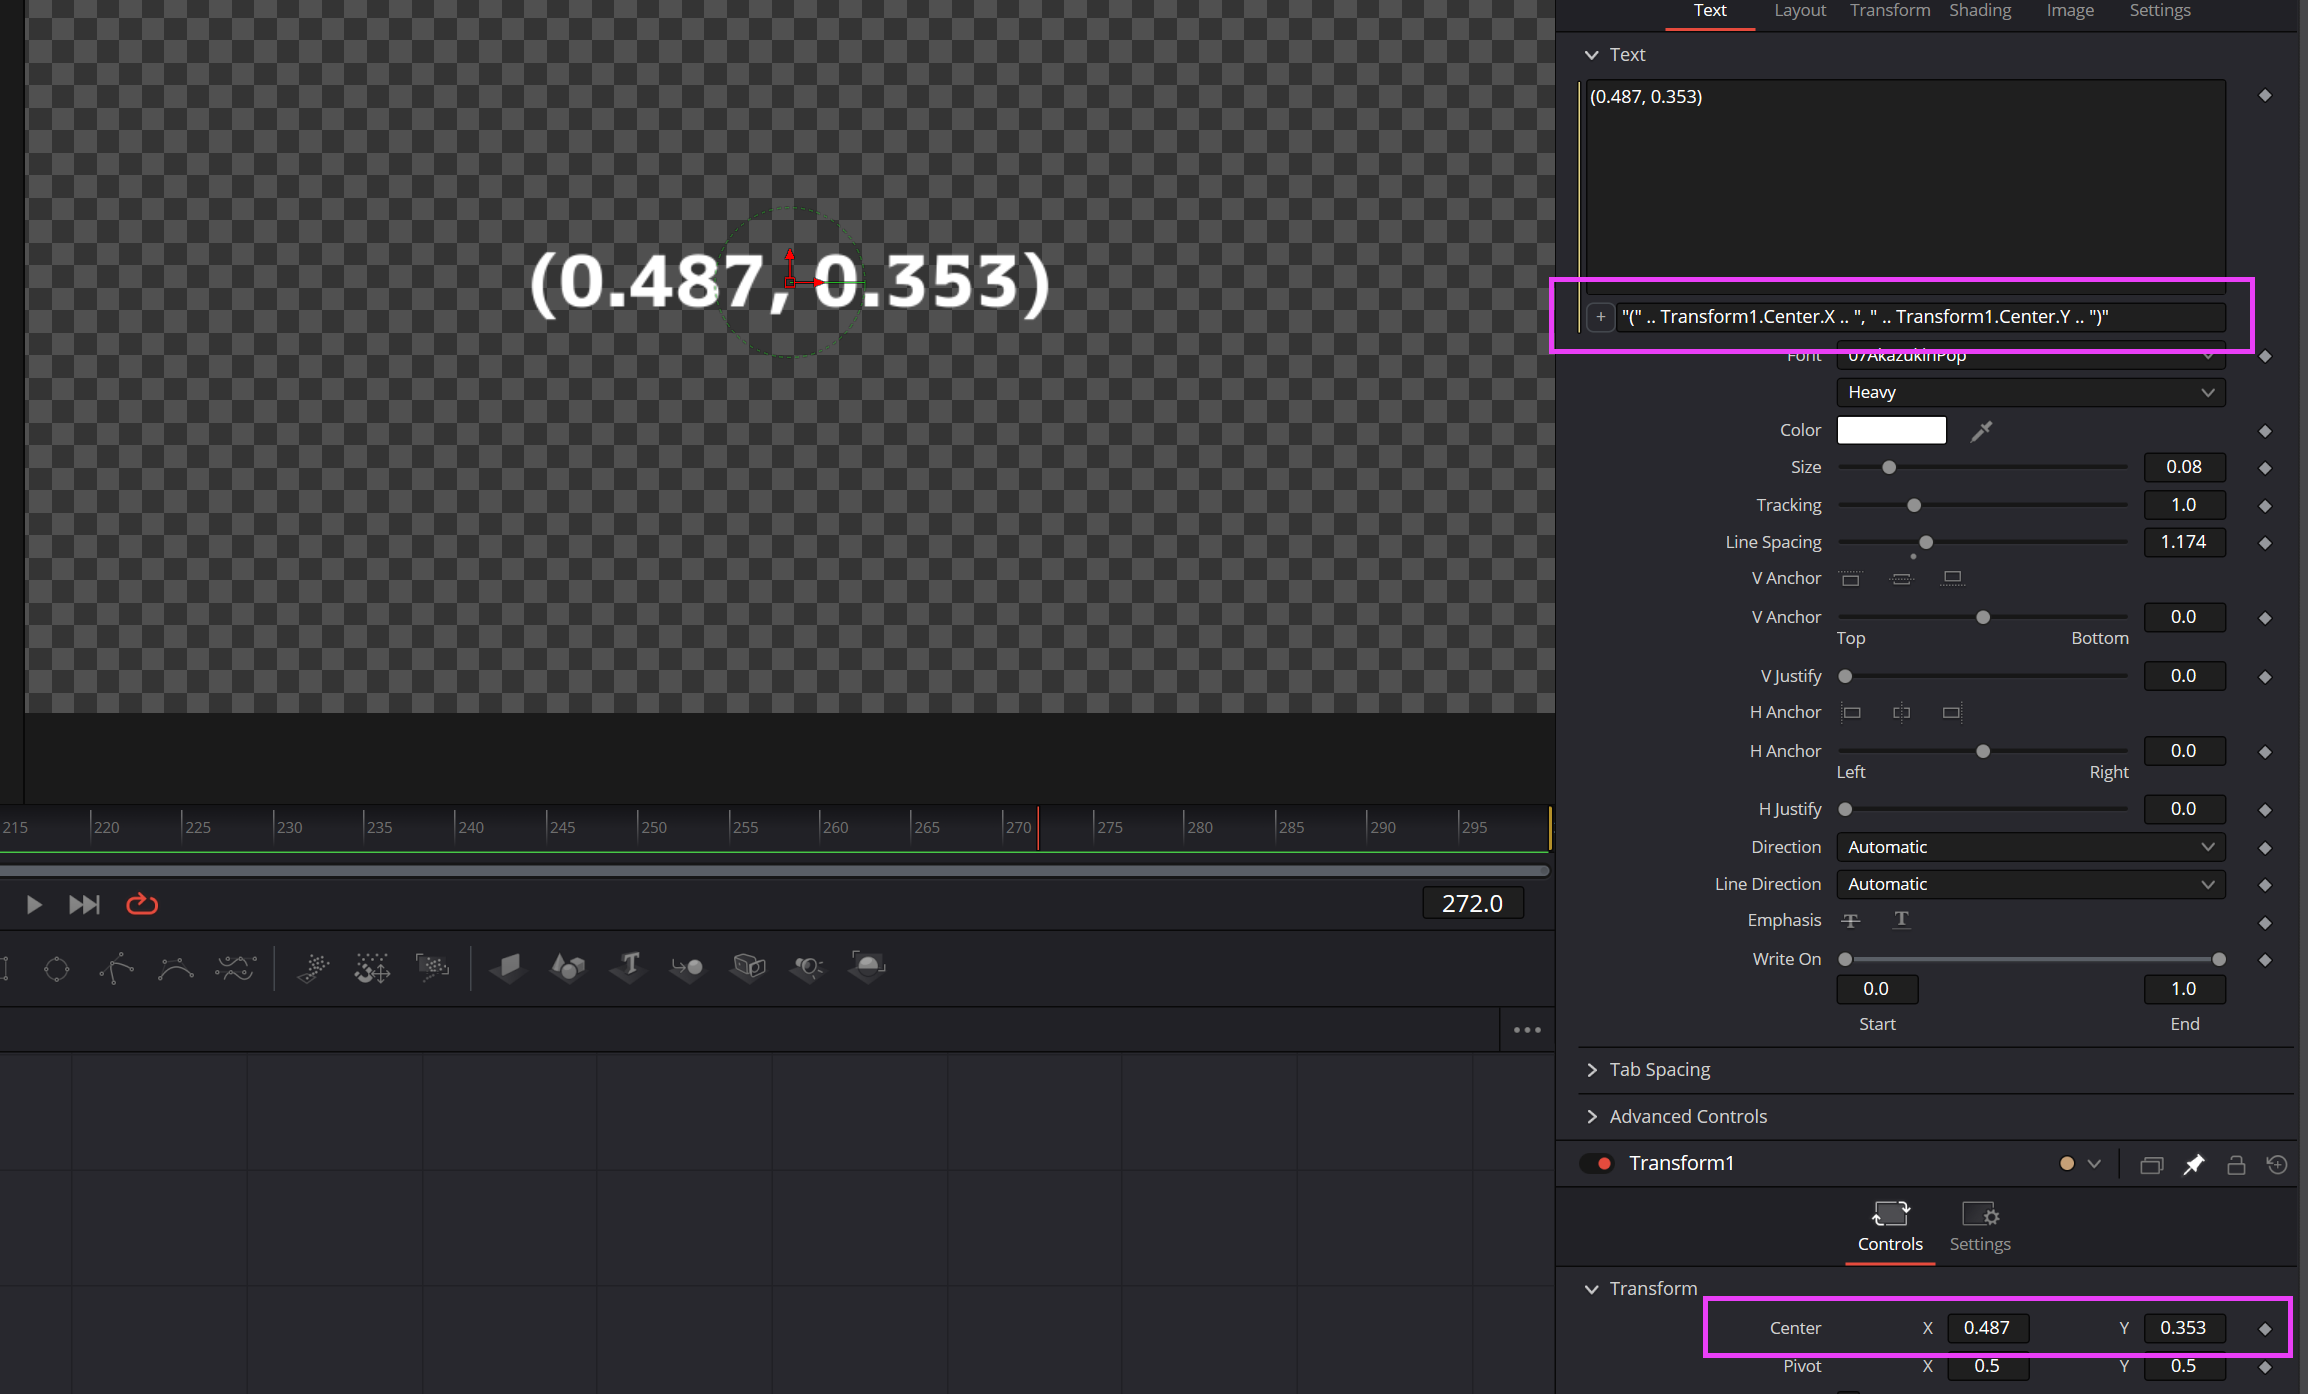 Text Layout Transform Shading Image Settings
Text
(0.487, 0.353)
(0.487, 0.353)
+ "(" .. Transform1.Center.X .. ", " .. Transform1.Center.Y .. ")"
Font 07AkazukinPop
Heavy
Color
Size 0.08
Tracking 1.0
Line Spacing 1.174
V Anchor
V Anchor 0.0
Top Bottom
V Justify 0.0
H Anchor
H Anchor 0.0
Left Right
H Justify 0.0
Direction Automatic
Line Direction Automatic
Emphasis T T
Write On
0.0 1.0
Start End
215 220 225 230 235 240 245 250 255 260 265 270 275 280 285 290 295
272.0
Tab Spacing
Advanced Controls
Transform1
Controls Settings
Transform
Center X 0.487 Y 0.353
Pivot X 0.5 Y 0.5